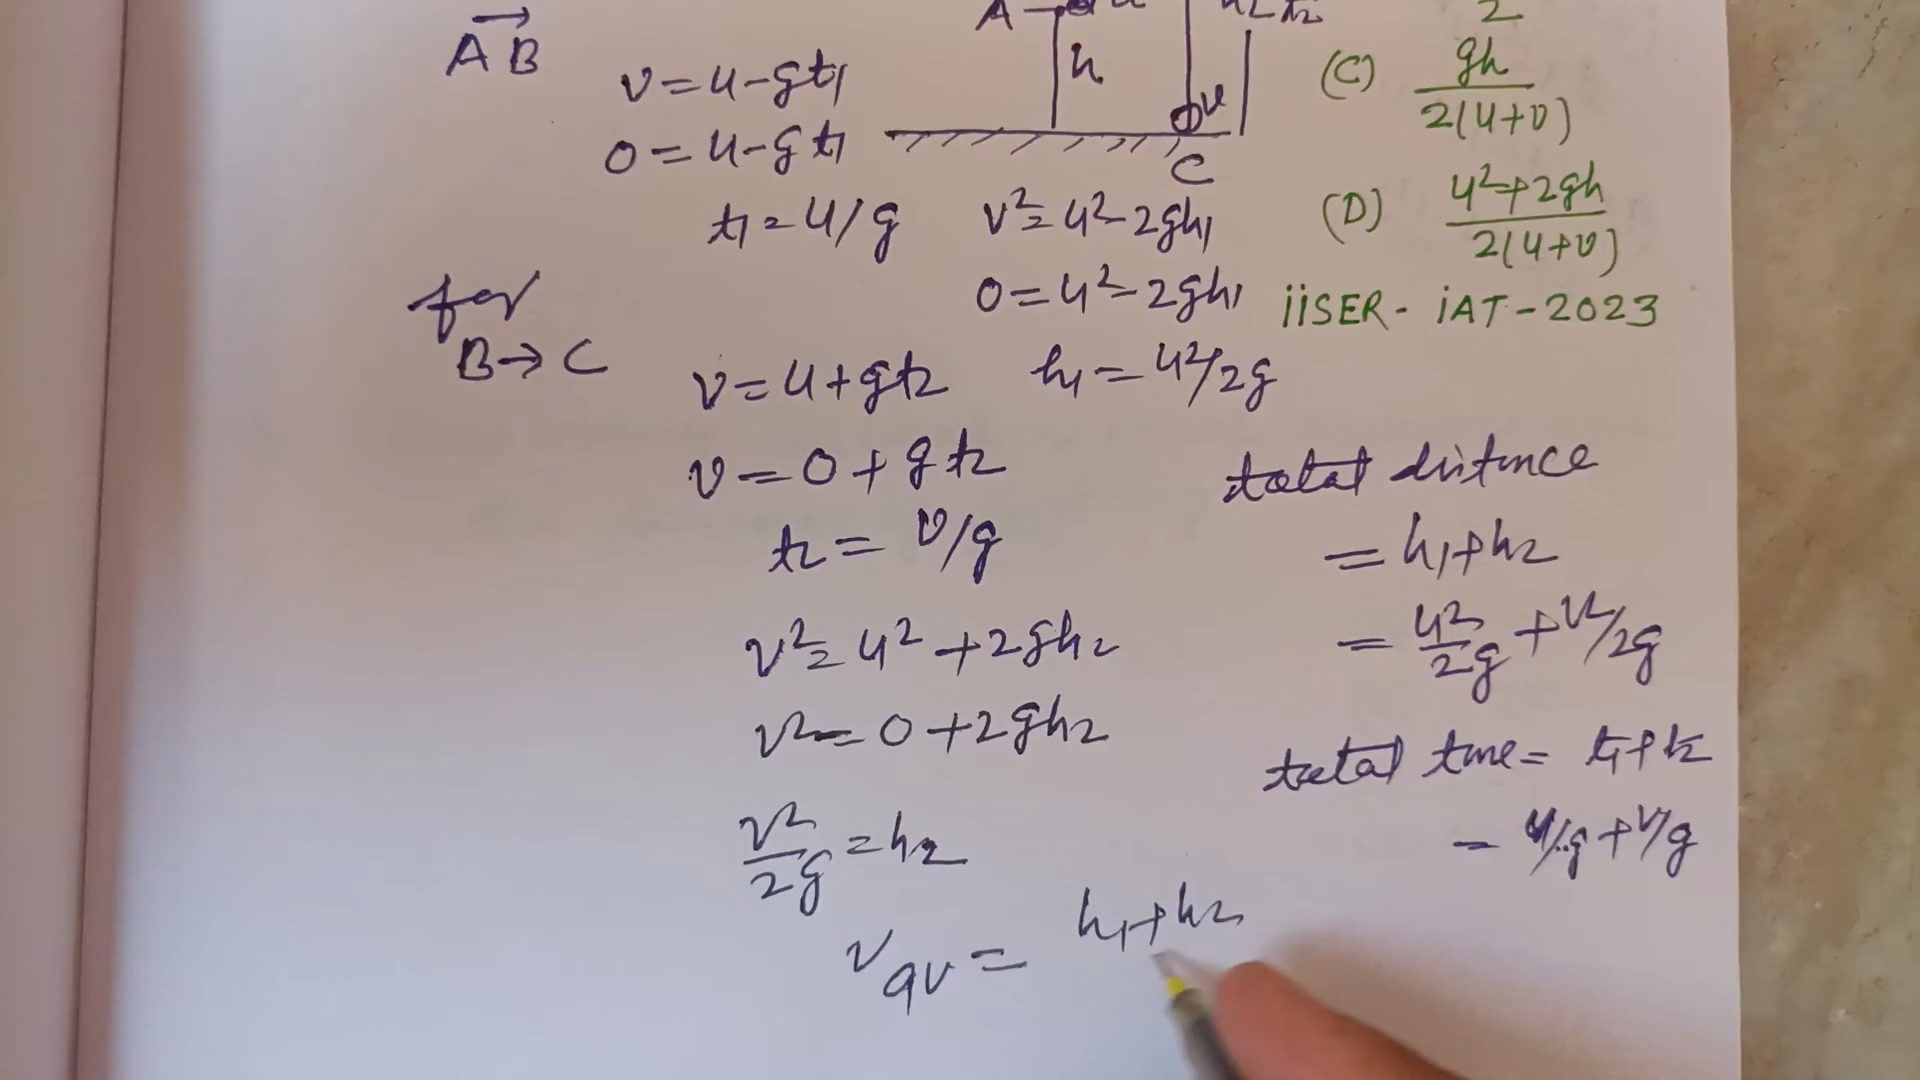 AB
v=u-gt1
0=u-gt1
t1=u/g
for
B→C
v=u+gt2
v=0+gt2
t2=v/g
v²=u²+2gh2
v²=0+2gh2
v²/2g=h2
vav=h1+h2
A
h
v
C
v²=u²-2gh1
0=u²-2gh1
h1=u²/2g
2
(C) gh/2(u+v)
(D) u²+2gh/2(u+v)
iiSER-iAT-2023
total distnce
=h1+h2
=u²/2g+v²/2g
total tme=t1+t2
=u/g+v/g